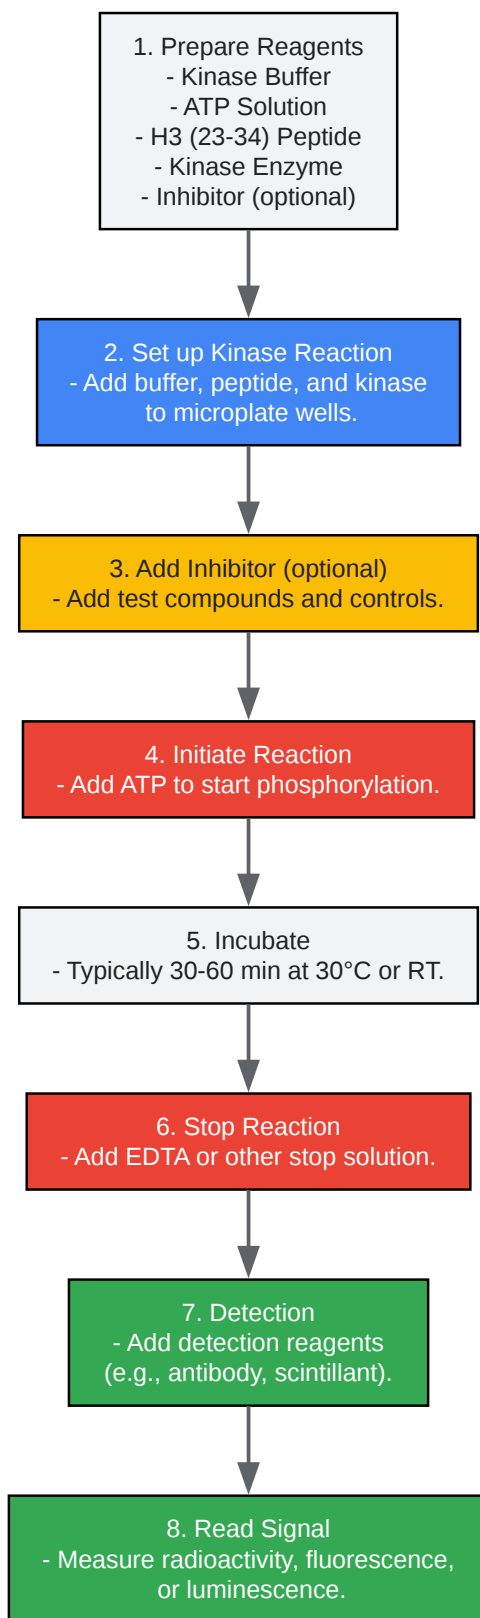 1. Prepare Reagents
- Kinase Buffer
- ATP Solution
- H3 (23-34) Peptide
- Kinase Enzyme
- Inhibitor (optional)
2. Set up Kinase Reaction
- Add buffer, peptide, and kinase
to microplate wells.
3. Add Inhibitor (optional)
- Add test compounds and controls.
4. Initiate Reaction
- Add ATP to start phosphorylation.
5. Incubate
- Typically 30-60 min at 30°C or RT.
6. Stop Reaction
- Add EDTA or other stop solution.
7. Detection
- Add detection reagents
(e.g., antibody, scintillant).
8. Read Signal
- Measure radioactivity, fluorescence,
or luminescence.